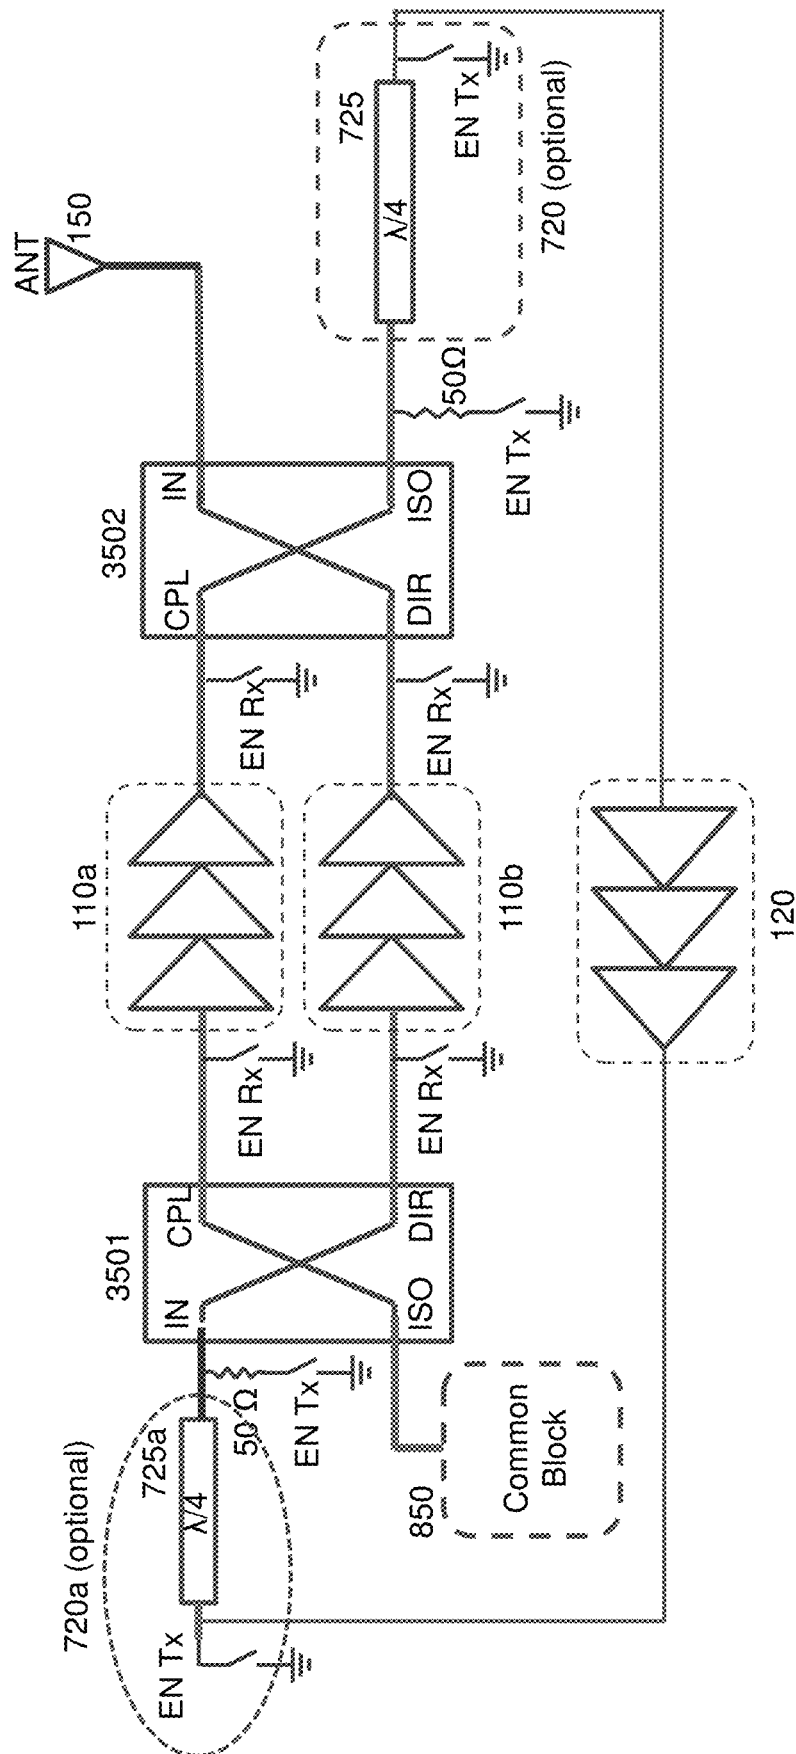 ANT
150
725
λ/4
EN Tx
720 (optional)
50Ω
EN Tx
3502
IN
CPL
ISO
DIR
EN Rx
EN Rx
110a
110b
120
EN Rx
EN Rx
3501
CPL
IN
DIR
ISO
50Ω
EN Tx
720a (optional)
725a
λ/4
EN Tx
850
Common
Block